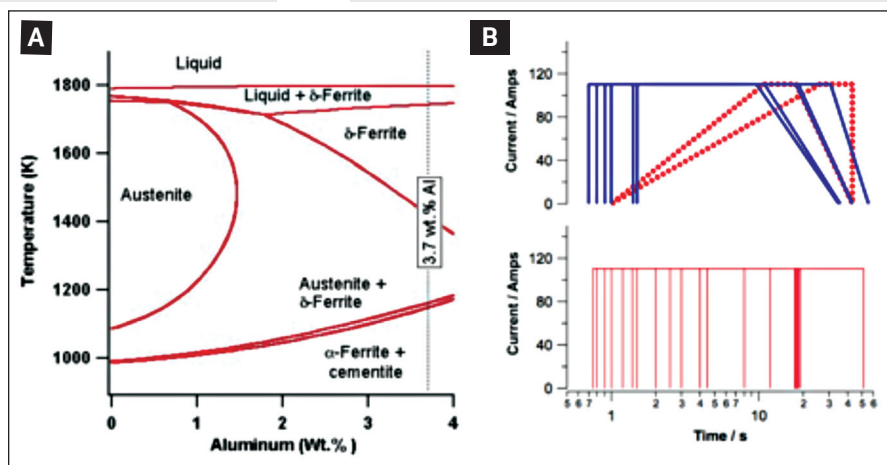 A
Liquid
Liquid + δ-Ferrite
δ-Ferrite
Austenite
3.7 wt.% Al
Austenite +
δ-Ferrite
α-Ferrite +
cementite
1800
1600
1400
1200
1000
Temperature (K)
0 1 2 3 4
Aluminum (Wt.% )
B
120
80
40
0
Current / Amps
120
80
40
0
Current / Amps
5 6 7 1 2 3 4 5 6 7 10 2 3 4 5 6
Time / s